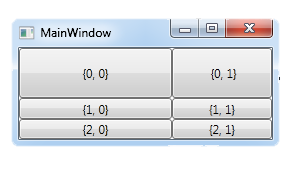 MainWindow
{0, 0} {0, 1}
{1, 0} {1, 1}
{2, 0} {2, 1}